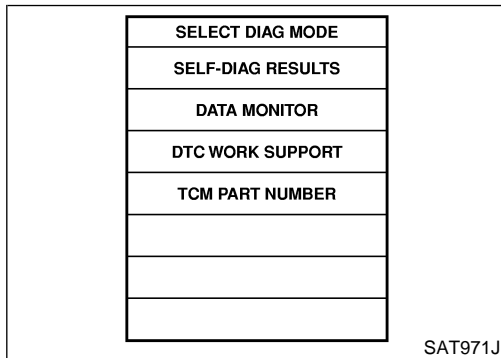 SELECT DIAG MODE
SELF-DIAG RESULTS
DATA MONITOR
DTC WORK SUPPORT
TCM PART NUMBER
SAT971J